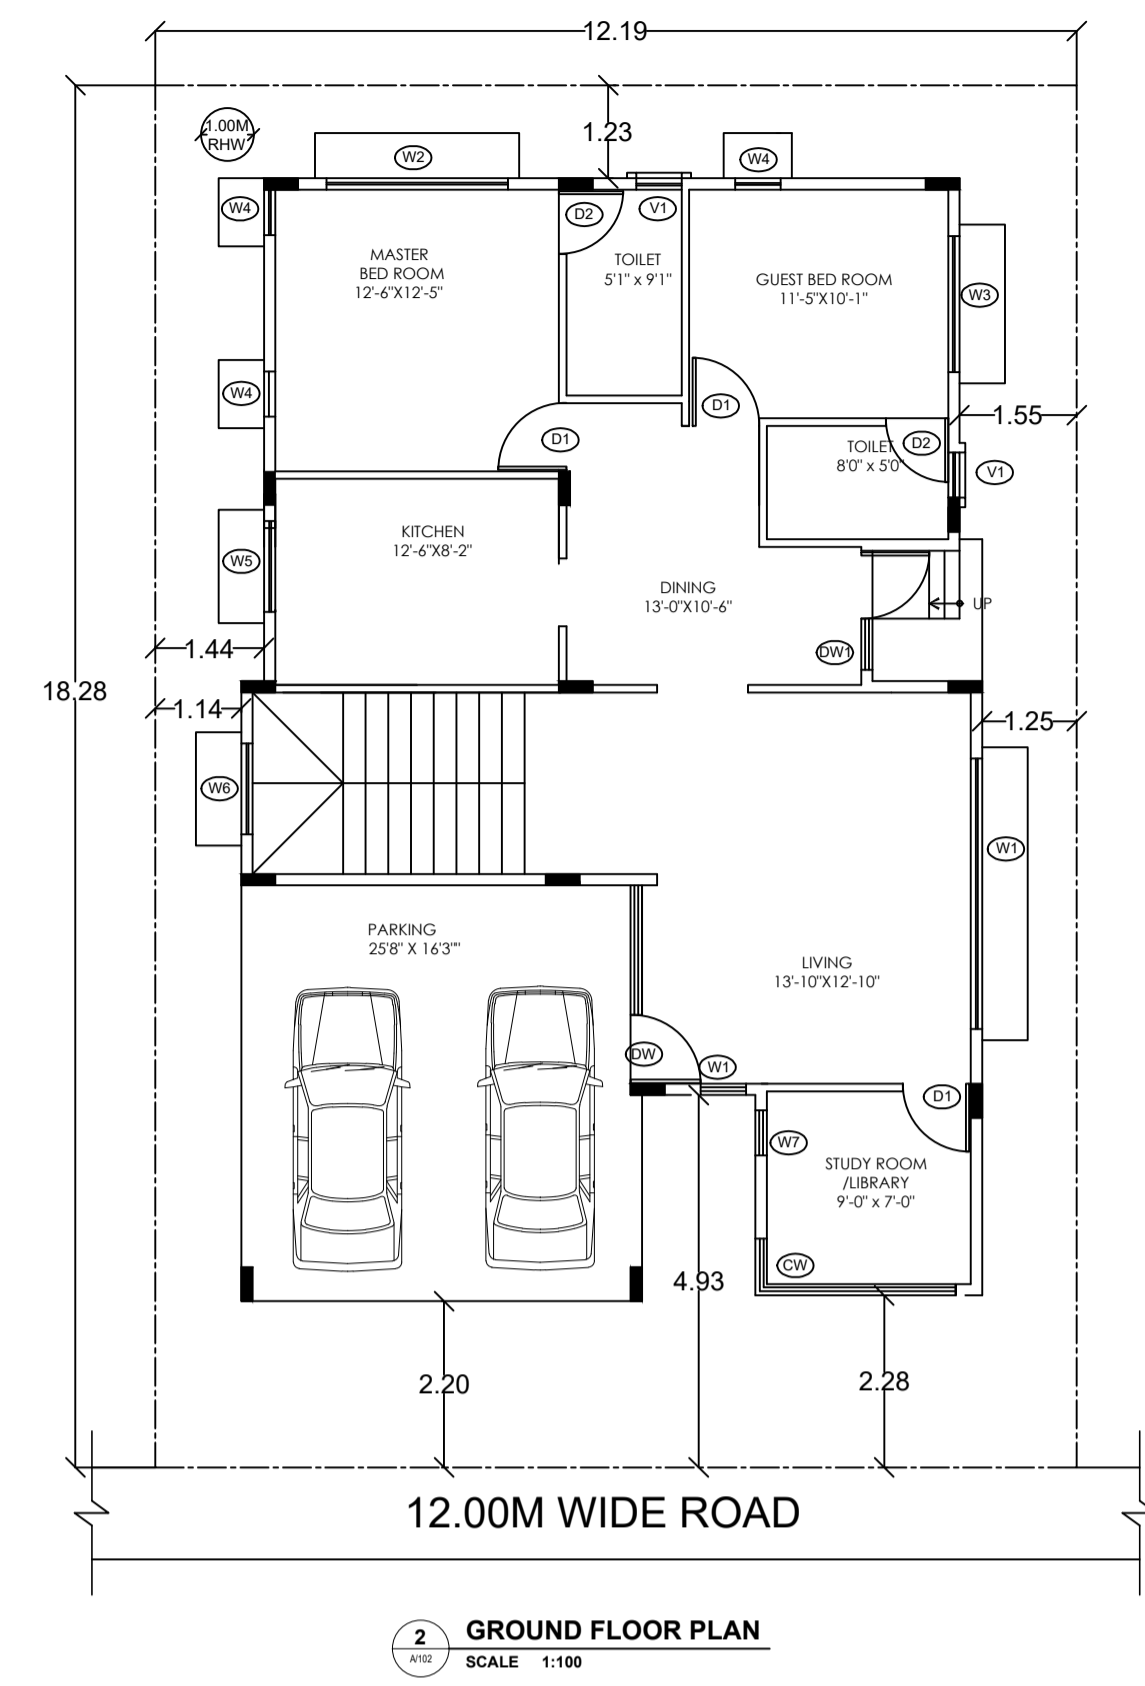 12.19
1.23
1.00M
RHW
W2
W4
W4
D2
V1
MASTER
BED ROOM
12'-6"X12'-5"
TOILET
5'1" x 9'1"
GUEST BED ROOM
11'-5"X10'-1"
W3
W4
D1
1.55
D1
TOILET
8'0" x 5'0"
D2
V1
KITCHEN
12'-6"X8'-2"
W5
DINING
13'-0"X10'-6"
UP
1.44
DW1
18.28
1.14
1.25
W6
W1
PARKING
25'8" X 16'3""
LIVING
13'-10"X12'-10"
DW
W1
D1
W7
STUDY ROOM
/LIBRARY
9'-0" x 7'-0"
CW
4.93
2.20
2.28
12.00M WIDE ROAD
2
A/102
GROUND FLOOR PLAN
SCALE 1:100